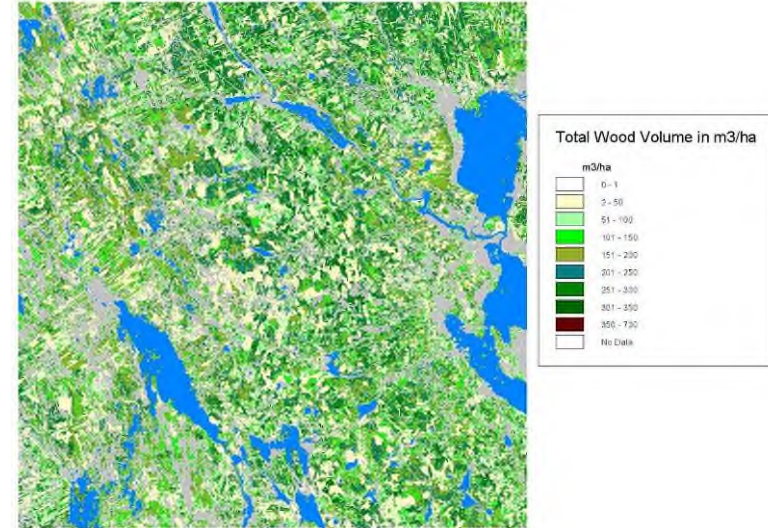 Total Wood Volume in m3/ha
m3/ha
0 - 1
2 - 50
51 - 100
101 - 150
151 - 200
201 - 250
251 - 300
301 - 350
350 - 730
No Data